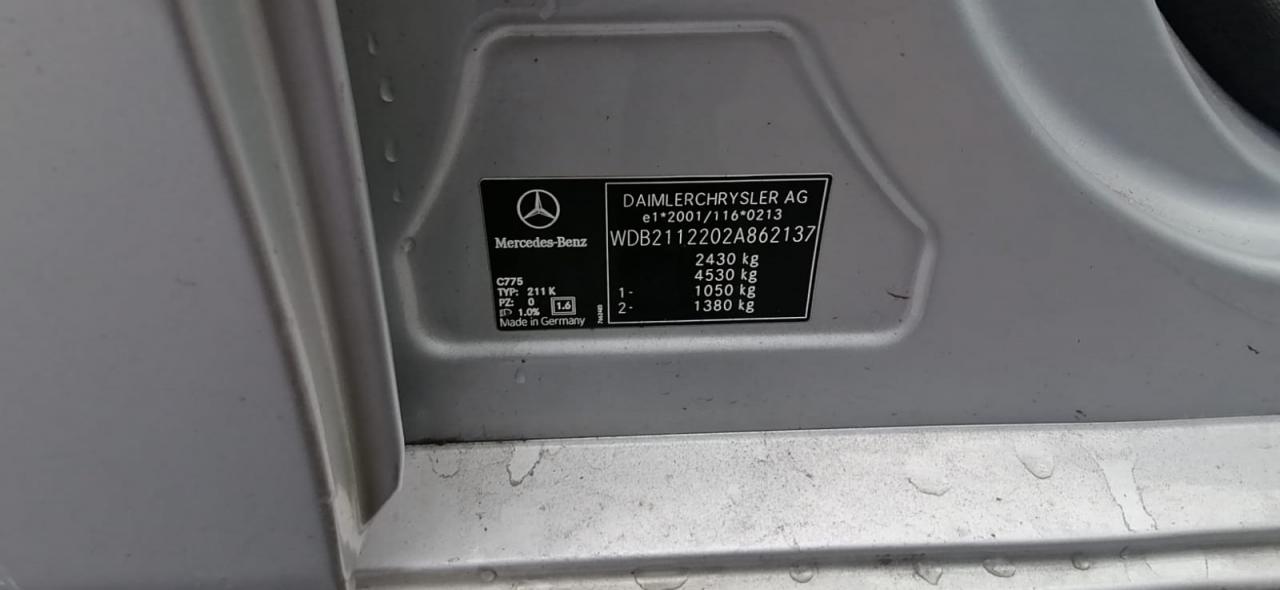 Mercedes-Benz
C775
TYP: 211 K
PZ: 0
1.0% 1.6
Made in Germany
DAIMLERCHRYSLER AG
e1*2001/116*0213
WDB2112202A862137
2430 kg
4530 kg
1- 1050 kg
2- 1380 kg